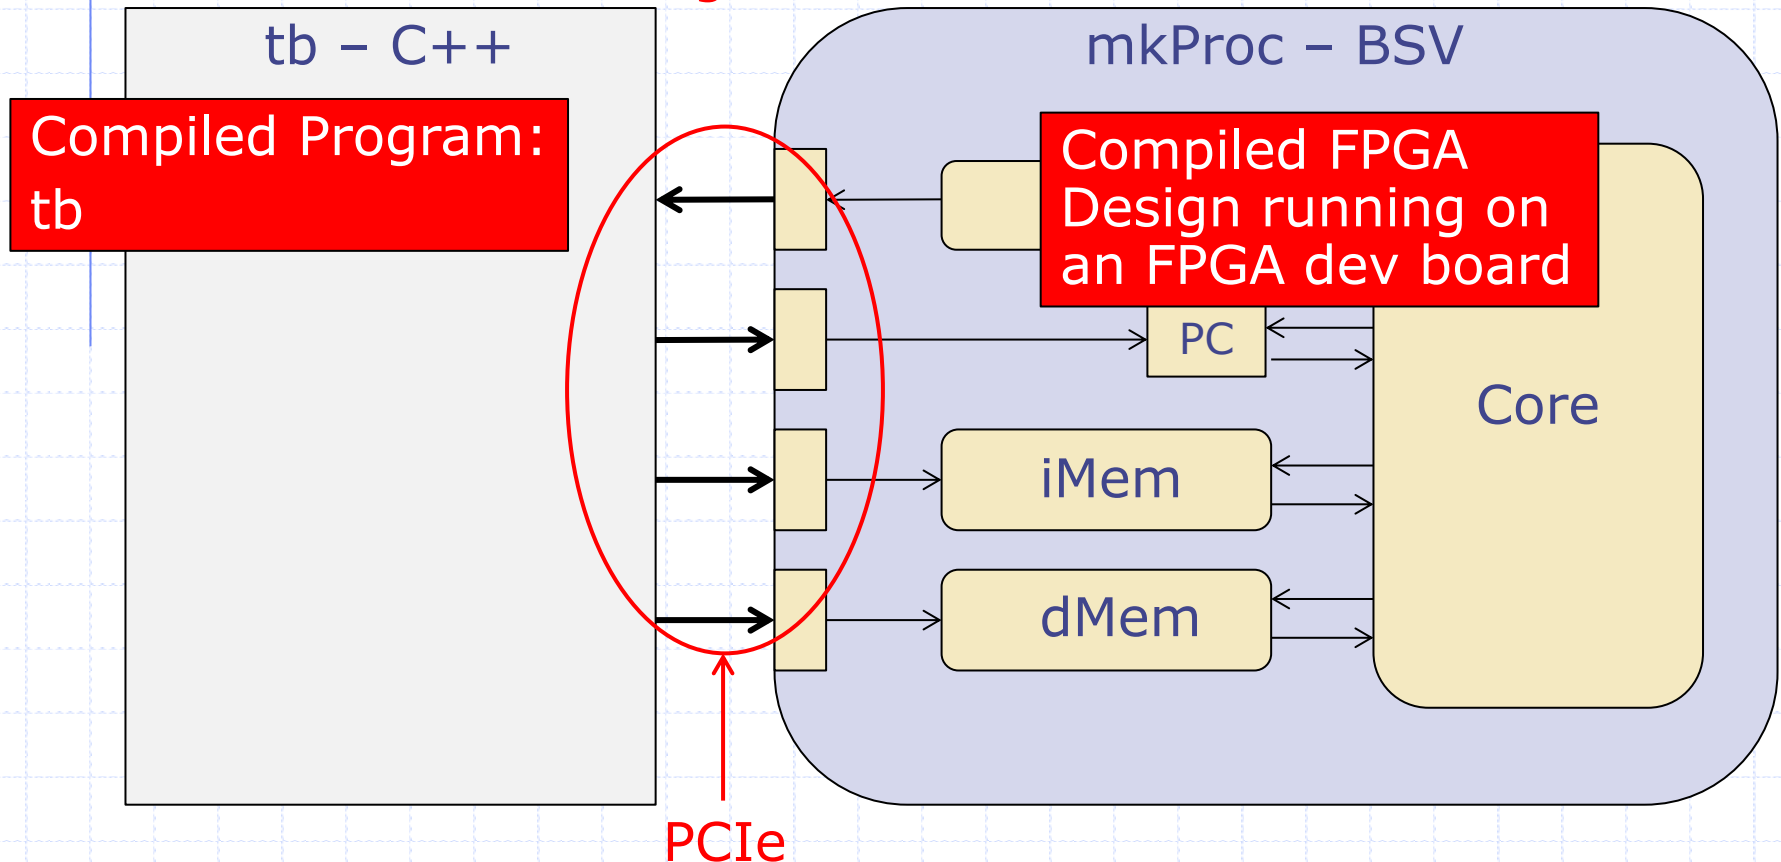 tb – C++
mkProc – BSV
Compiled Program:
tb
Compiled FPGA
Design running on
an FPGA dev board
PC
Core
iMem
dMem
PCIe